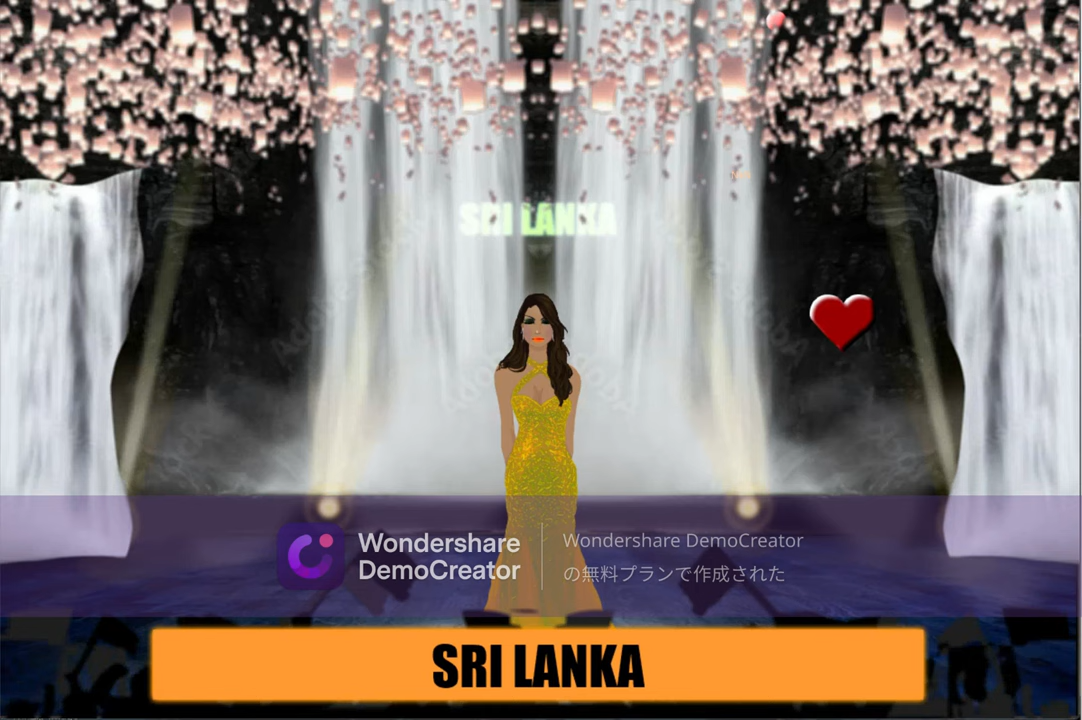 SRI LANKA
Wondershare
DemoCreator
Wondershare DemoCreator
の無料プランで作成された
SRI LANKA